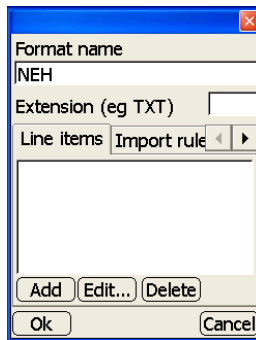 Format name
NEH
Extension (eg TXT)
Line items Import rule
Add Edit... Delete
Ok Cancel